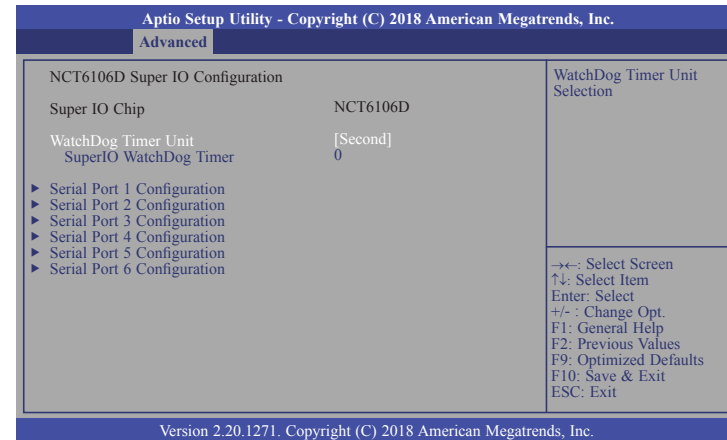 Aptio Setup Utility - Copyright (C) 2018 American Megatrends, Inc.
Advanced
NCT6106D Super IO Configuration
Super IO Chip NCT6106D
WatchDog Timer Unit [Second]
SuperIO WatchDog Timer 0
► Serial Port 1 Configuration
► Serial Port 2 Configuration
► Serial Port 3 Configuration
► Serial Port 4 Configuration
► Serial Port 5 Configuration
► Serial Port 6 Configuration
WatchDog Timer Unit
Selection
→←: Select Screen
↑↓: Select Item
Enter: Select
+/- : Change Opt.
F1: General Help
F2: Previous Values
F9: Optimized Defaults
F10: Save & Exit
ESC: Exit
Version 2.20.1271. Copyright (C) 2018 American Megatrends, Inc.